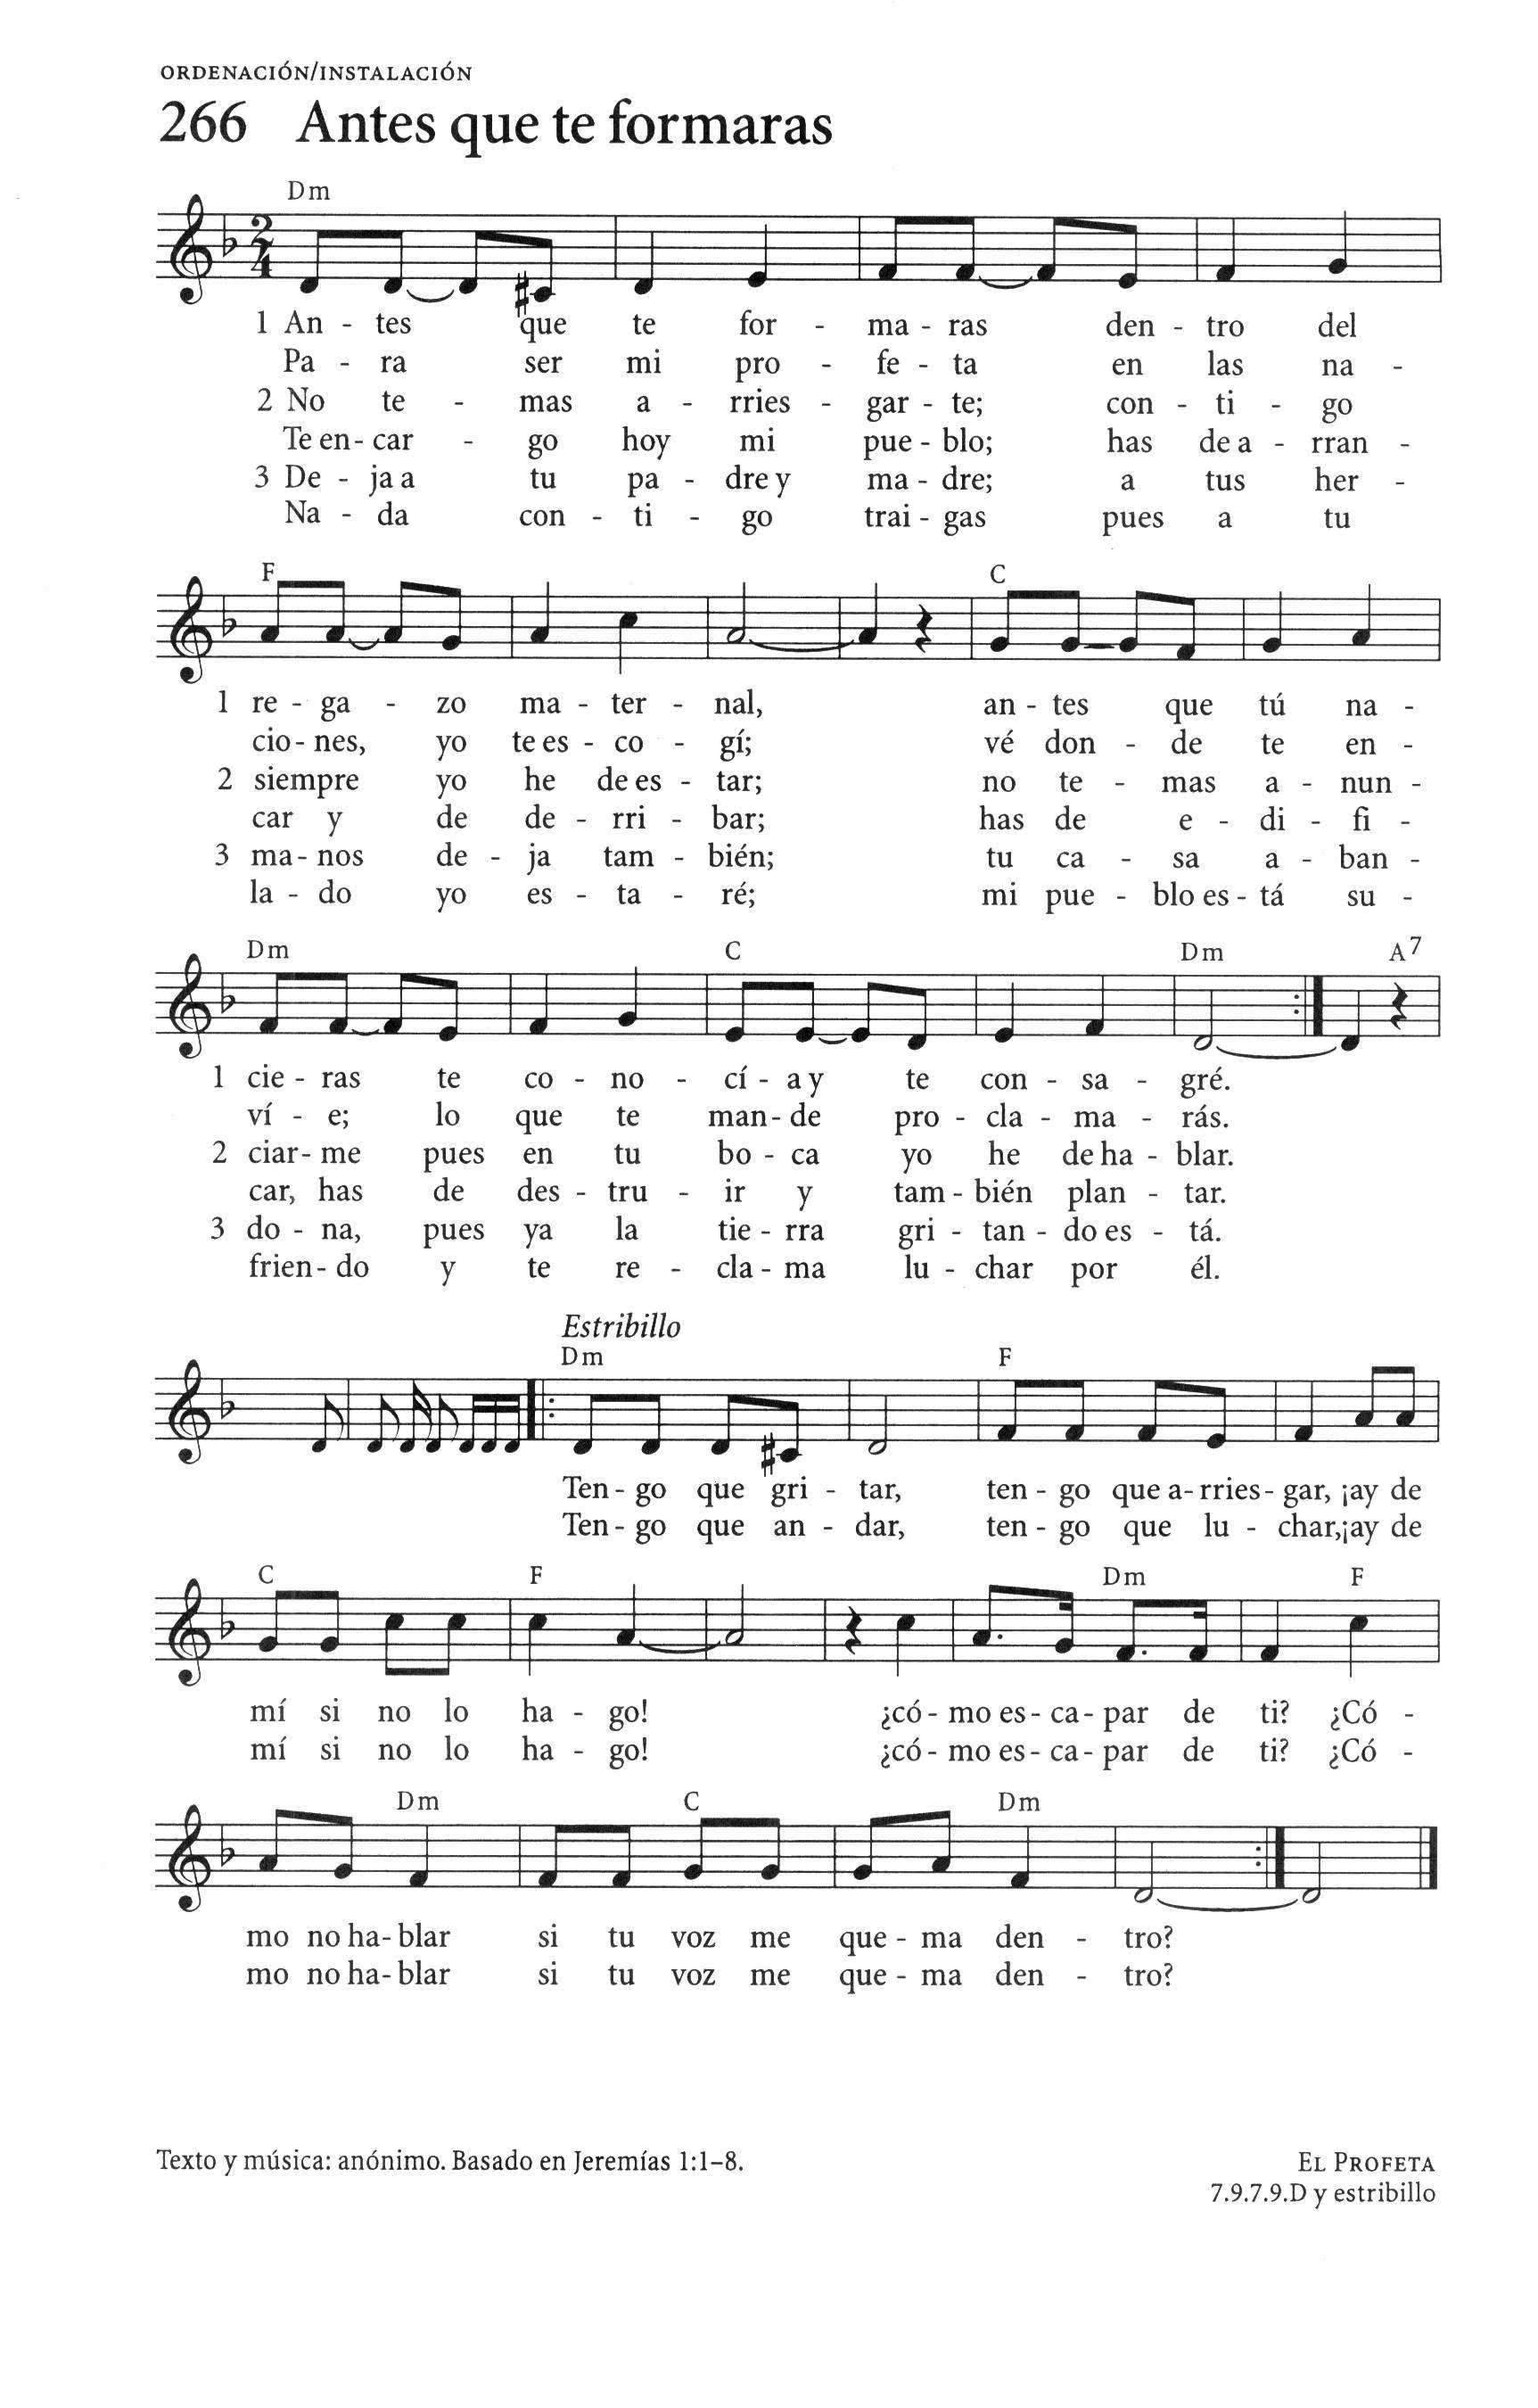 ORDENACIÓN/INSTALACIÓN
266 Antes que te formaras
Dm
1 An - tes que te for - ma - ras den - tro del
Pa - ra ser mi pro - fe - ta en las na -
2 No te - mas a - rries - gar - te; con - ti - go
Te en - car - go hoy mi pue - blo; has de a - rran -
3 De - ja a tu pa - dre y ma - dre; a tus her -
Na - da con - ti - go trai - gas pues a tu
F C
1 re - ga - zo ma - ter - nal, an - tes que tú na -
cio - nes, yo te es - co - gí; vé don - de te en -
2 siempre yo he de es - tar; no te - mas a - nun -
car y de de - rri - bar; has de e - di - fi -
3 ma - nos de - ja tam - bién; tu ca - sa a - ban -
la - do yo es - ta - ré; mi pue - blo es - tá su -
Dm C Dm A7
1 cie - ras te co - no - cí - a y te con - sa - gré.
ví - e; lo que te man - de pro - cla - ma - rás.
2 ciar - me pues en tu bo - ca yo he de ha - blar.
car, has de des - tru - ir y tam - bién plan - tar.
3 do - na, pues ya la tie - rra gri - tan - do es - tá.
frien - do y te re - cla - ma lu - char por él.
Estribillo
Dm F
Ten - go que gri - tar, ten - go que a - rries - gar, ¡ay de
Ten - go que an - dar, ten - go que lu - char, ¡ay de
C F Dm F
mí si no lo ha - go! ¿có - mo es - ca - par de ti? ¿Có -
mí si no lo ha - go! ¿có - mo es - ca - par de ti? ¿Có -
Dm C Dm
mo no ha - blar si tu voz me que - ma den - tro?
mo no ha - blar si tu voz me que - ma den - tro?
Texto y música: anónimo. Basado en Jeremías 1:1–8.
EL PROFETA
7.9.7.9.D y estribillo